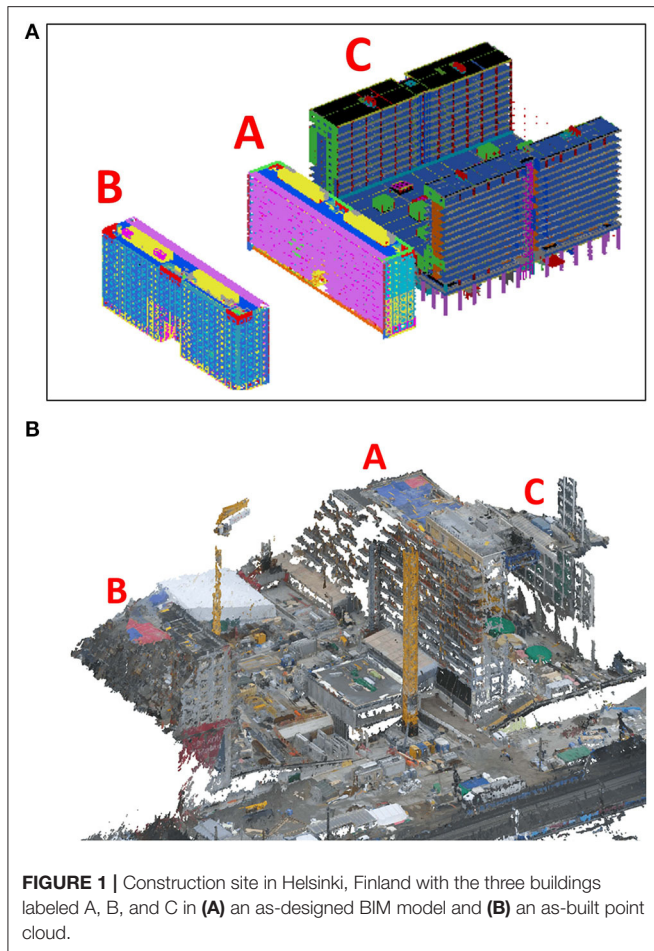 A
C
A
B
B
A
C
B
FIGURE 1 | Construction site in Helsinki, Finland with the three buildings
labeled A, B, and C in (A) an as-designed BIM model and (B) an as-built point
cloud.